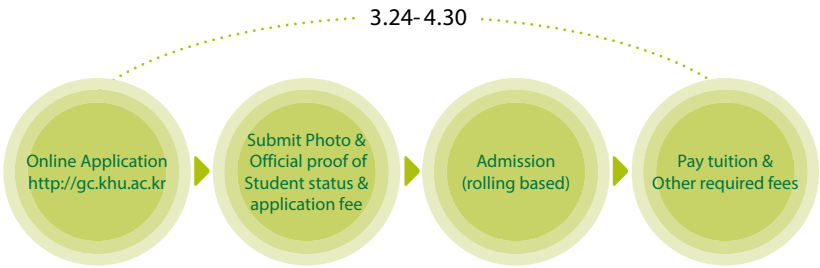 3.24-4.30
Online Application
http://gc.khu.ac.kr
Submit Photo &
Official proof of
Student status &
application fee
Admission
(rolling based)
Pay tuition &
Other required fees